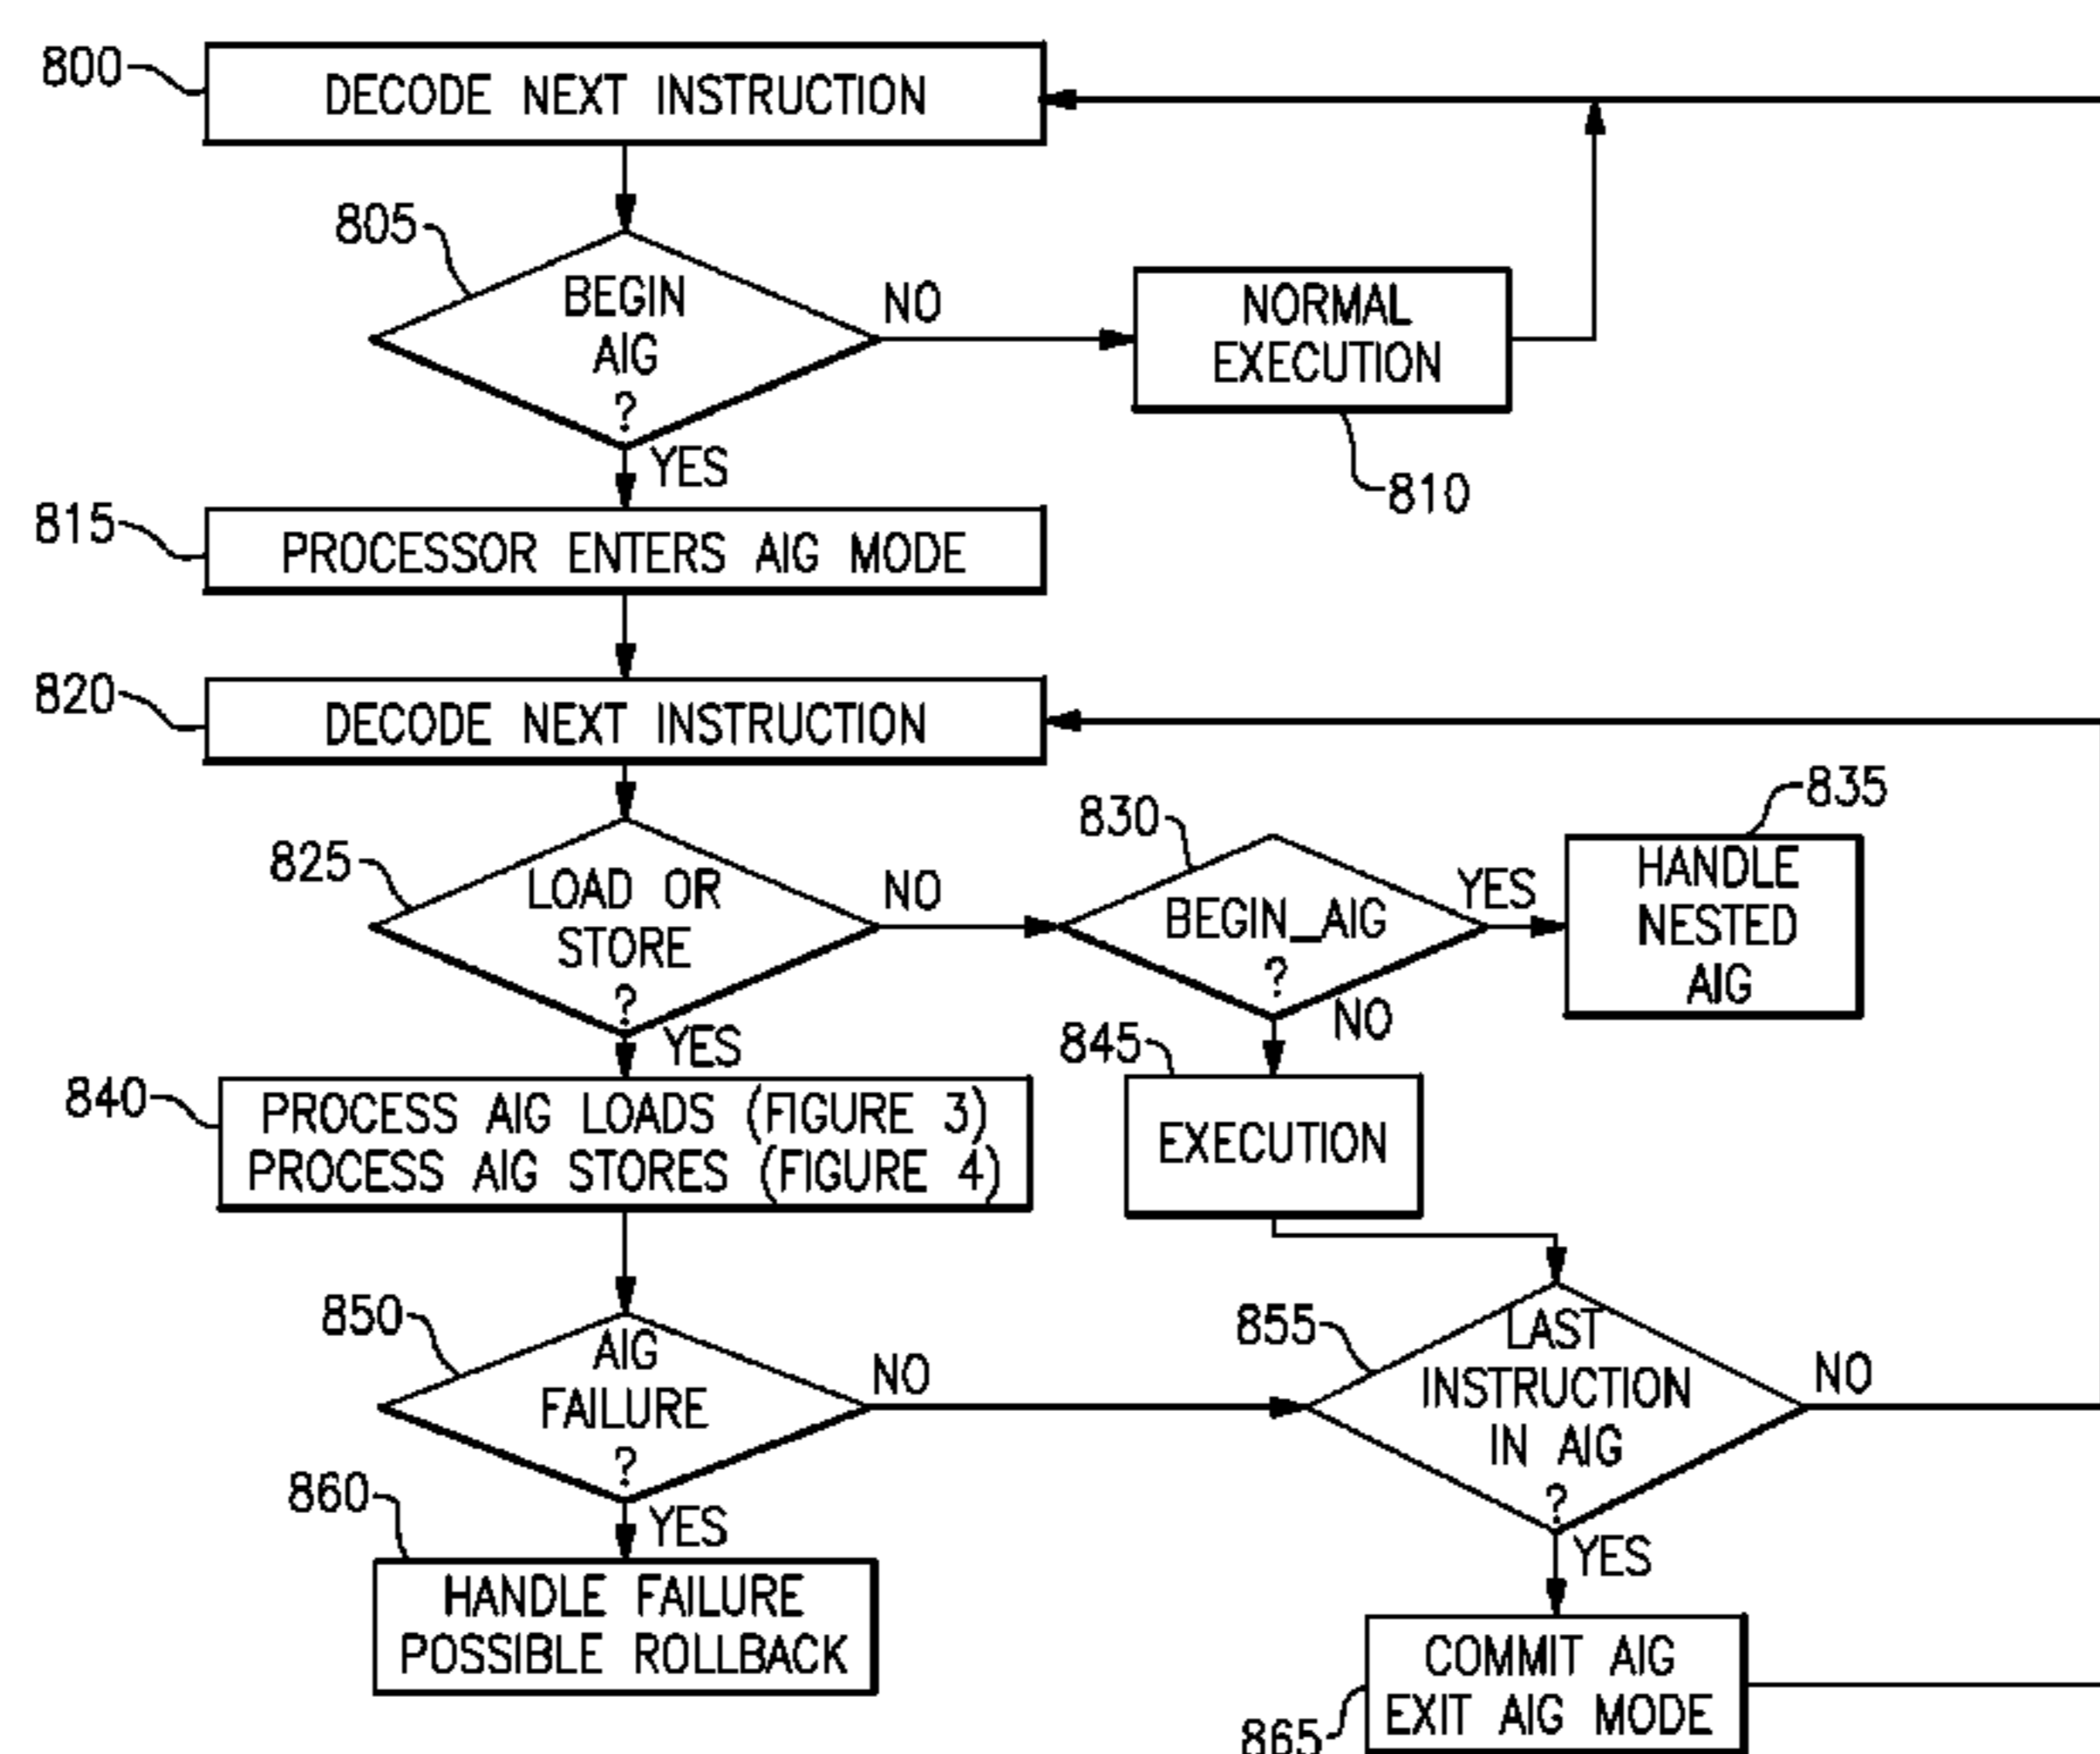 800
DECODE NEXT INSTRUCTION
805
BEGIN
AIG
?
NO
YES
NORMAL
EXECUTION
810
815
PROCESSOR ENTERS AIG MODE
820
DECODE NEXT INSTRUCTION
825
LOAD OR
STORE
?
NO
YES
830
BEGIN_AIG
?
YES
NO
835
HANDLE
NESTED
AIG
840
PROCESS AIG LOADS (FIGURE 3)
PROCESS AIG STORES (FIGURE 4)
845
EXECUTION
850
AIG
FAILURE
?
NO
YES
855
LAST
INSTRUCTION
IN AIG
?
NO
YES
860
HANDLE FAILURE
POSSIBLE ROLLBACK
865
COMMIT AIG
EXIT AIG MODE